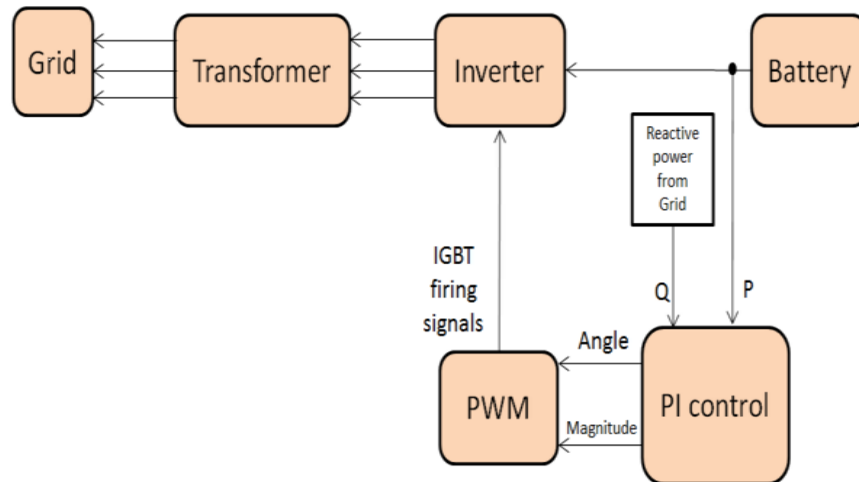 Grid
Transformer
Inverter
Battery
Reactive
power
from
Grid
IGBT
firing
signals
Q
P
Angle
PWM
Magnitude
PI control